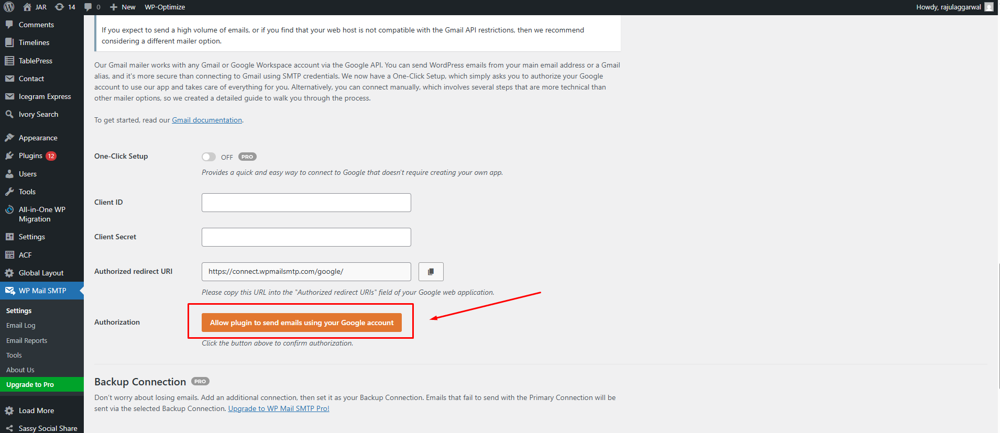 JAR
14
0
New
WP-Optimize
Howdy, rajulaggarwal
Comments
Timelines
TablePress
Contact
Icegram Express
Ivory Search
Appearance
Plugins 12
Users
Tools
All-in-One WP
Migration
Settings
ACF
Global Layout
WP Mail SMTP
Settings
Email Log
Email Reports
Tools
About Us
Upgrade to Pro
Load More
Sassy Social Share
If you expect to send a high volume of emails, or if you find that your web host is not compatible with the Gmail API restrictions, then we recommend
considering a different mailer option.
Our Gmail mailer works with any Gmail or Google Workspace account via the Google API. You can send WordPress emails from your main email address or a Gmail
alias, and it's more secure than connecting to Gmail using SMTP credentials. We now have a One-Click Setup, which simply asks you to authorize your Google
account to use our app and takes care of everything for you. Alternatively, you can connect manually, which involves several steps that are more technical than
other mailer options, so we created a detailed guide to walk you through the process.
To get started, read our Gmail documentation.
One-Click Setup
OFF PRO
Provides a quick and easy way to connect to Google that doesn't require creating your own app.
Client ID
Client Secret
Authorized redirect URI
https://connect.wpmailsmtp.com/google/
Please copy this URL into the "Authorized redirect URIs" field of your Google web application.
Authorization
Allow plugin to send emails using your Google account
Click the button above to confirm authorization.
Backup Connection PRO
Don't worry about losing emails. Add an additional connection, then set it as your Backup Connection. Emails that fail to send with the Primary Connection will be
sent via the selected Backup Connection. Upgrade to WP Mail SMTP Pro!